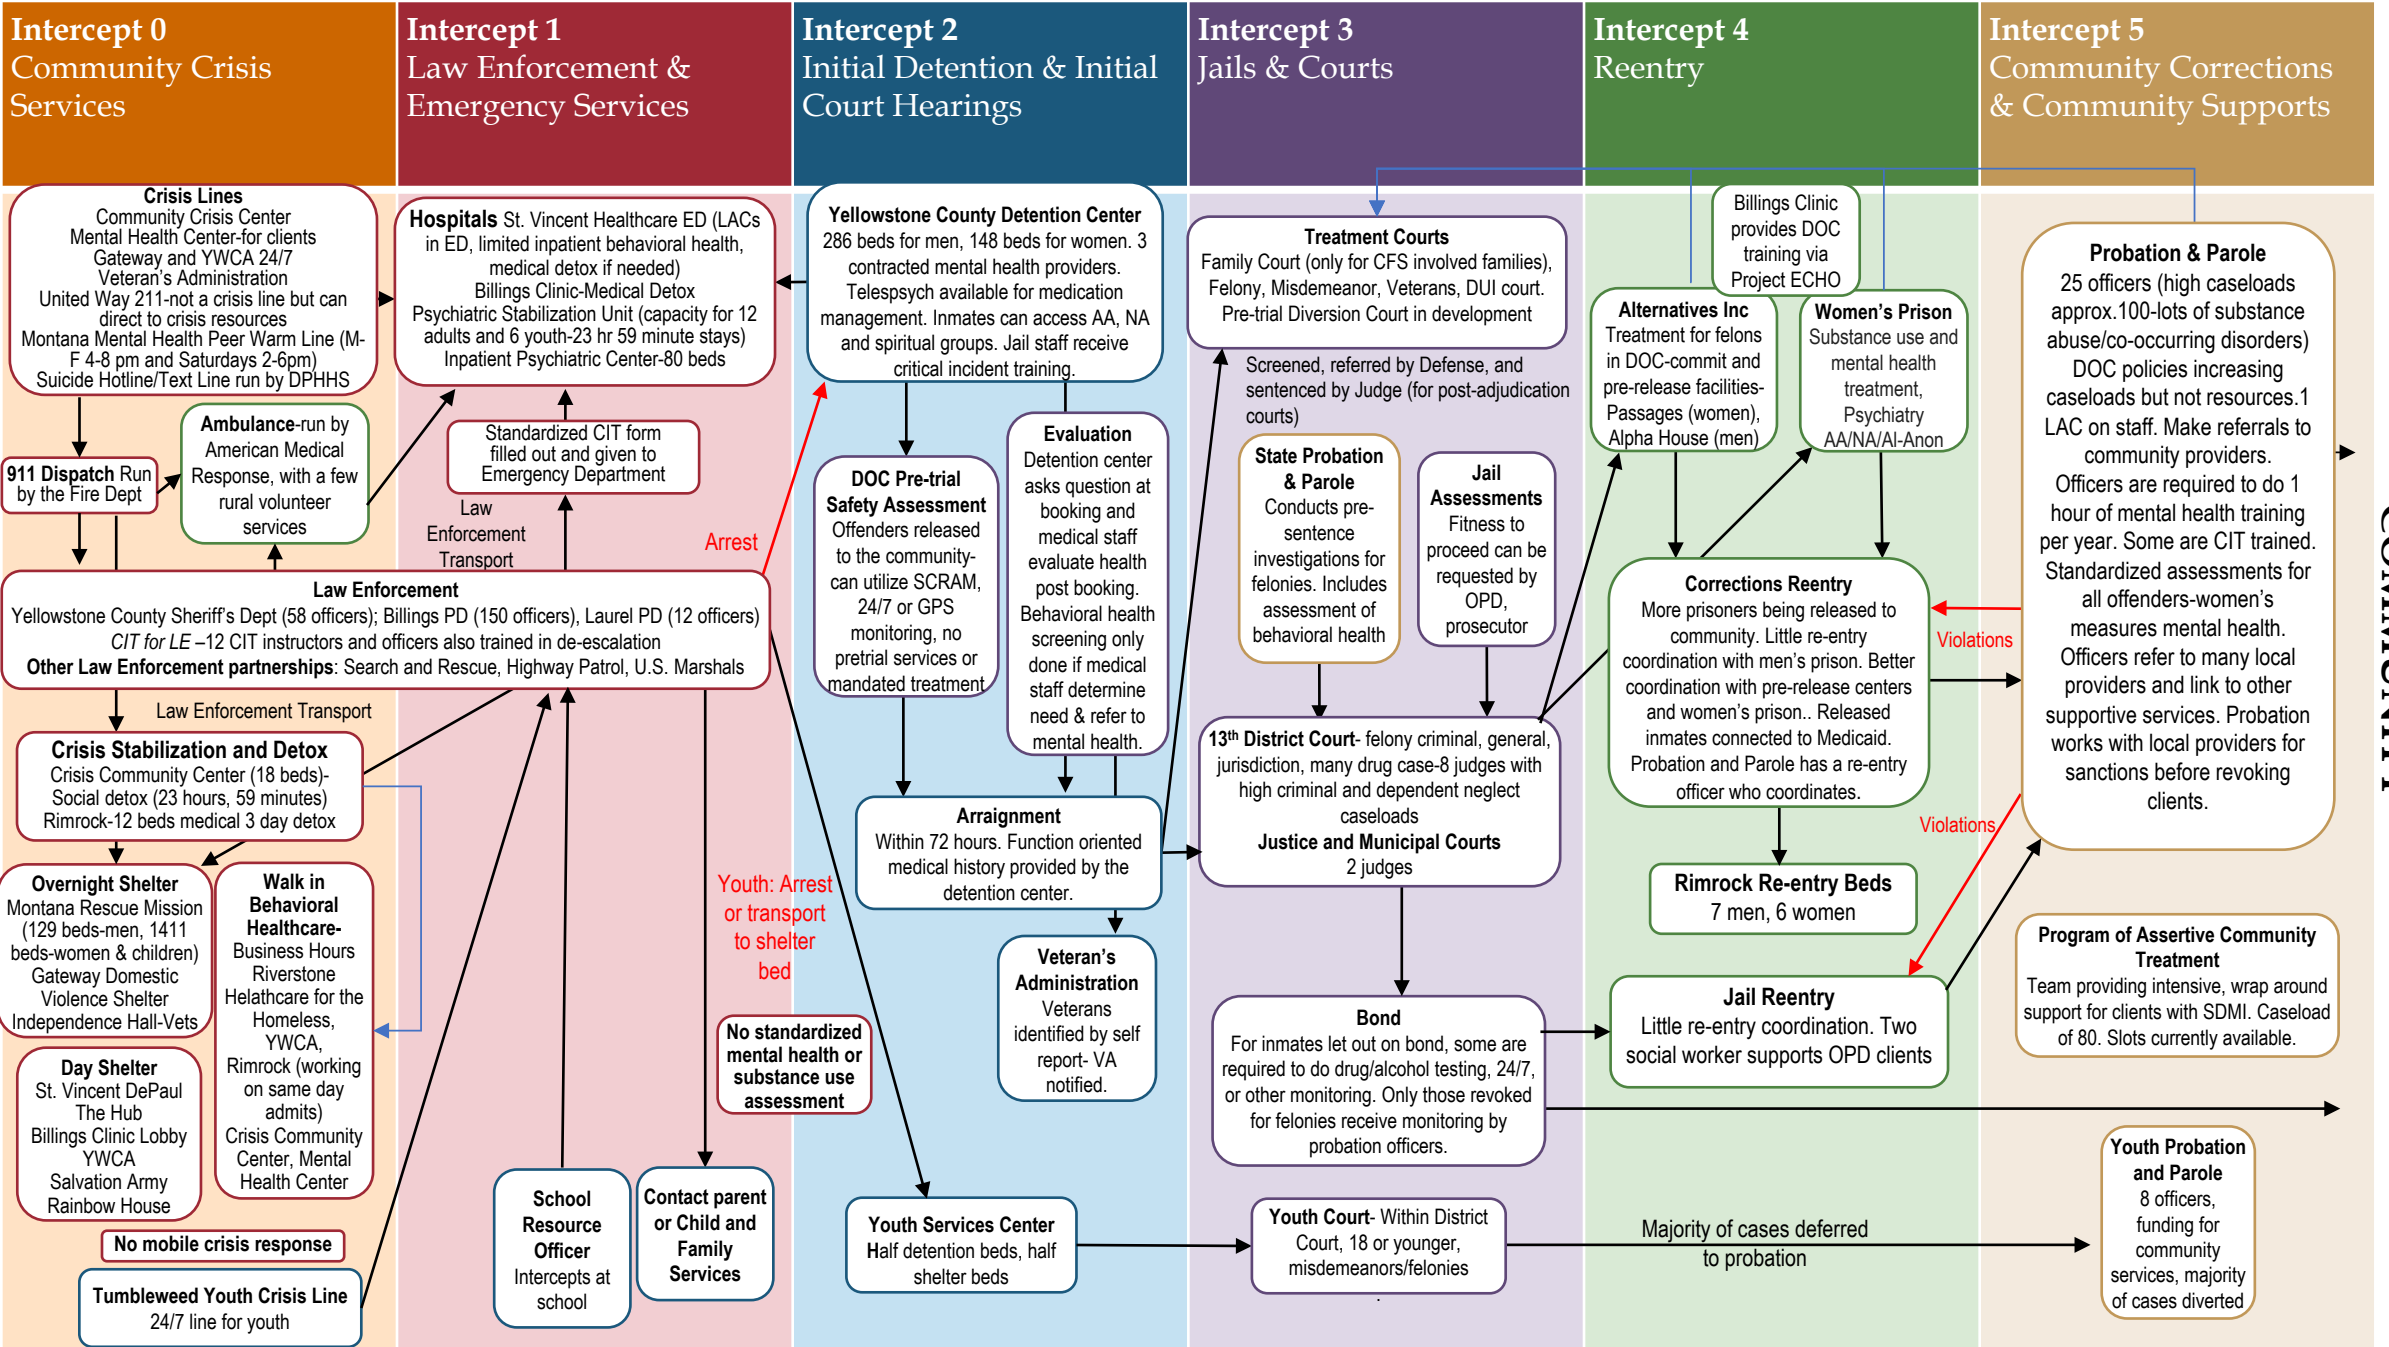 Intercept 0
Community Crisis
Services
Intercept 1
Law Enforcement &
Emergency Services
Intercept 2
Initial Detention & Initial
Court Hearings
Intercept 3
Jails & Courts
Intercept 4
Reentry
Intercept 5
Community Corrections
& Community Supports
Crisis Lines
Community Crisis Center
Mental Health Center-for clients
Gateway and YWCA 24/7
Veteran's Administration
United Way 211-not a crisis line but can
direct to crisis resources
Montana Mental Health Peer Warm Line (M-
F 4-8 pm and Saturdays 2-6pm)
Suicide Hotline/Text Line run by DPHHS
911 Dispatch Run
by the Fire Dept
Ambulance-run by
American Medical
Response, with a few
rural volunteer
services
Hospitals St. Vincent Healthcare ED (LACs
in ED, limited inpatient behavioral health,
medical detox if needed)
Billings Clinic-Medical Detox
Psychiatric Stabilization Unit (capacity for 12
adults and 6 youth-23 hr 59 minute stays)
Inpatient Psychiatric Center-80 beds
Standardized CIT form
filled out and given to
Emergency Department
Law
Enforcement
Transport
Arrest
Law Enforcement
Yellowstone County Sheriff's Dept (58 officers); Billings PD (150 officers), Laurel PD (12 officers)
CIT for LE –12 CIT instructors and officers also trained in de-escalation
Other Law Enforcement partnerships: Search and Rescue, Highway Patrol, U.S. Marshals
Law Enforcement Transport
Crisis Stabilization and Detox
Crisis Community Center (18 beds)-
Social detox (23 hours, 59 minutes)
Rimrock-12 beds medical 3 day detox
Overnight Shelter
Montana Rescue Mission
(129 beds-men, 1411
beds-women & children)
Gateway Domestic
Violence Shelter
Independence Hall-Vets
Walk in
Behavioral
Healthcare-
Business Hours
Riverstone
Helathcare for the
Homeless,
YWCA,
Rimrock (working
on same day
admits)
Crisis Community
Center, Mental
Health Center
Day Shelter
St. Vincent DePaul
The Hub
Billings Clinic Lobby
YWCA
Salvation Army
Rainbow House
No mobile crisis response
Tumbleweed Youth Crisis Line
24/7 line for youth
School
Resource
Officer
Intercepts at
school
Contact parent
or Child and
Family
Services
Youth: Arrest
or transport
to shelter
bed
No standardized
mental health or
substance use
assessment
Yellowstone County Detention Center
286 beds for men, 148 beds for women. 3
contracted mental health providers.
Telespsych available for medication
management. Inmates can access AA, NA
and spiritual groups. Jail staff receive
critical incident training.
DOC Pre-trial
Safety Assessment
Offenders released
to the community-
can utilize SCRAM,
24/7 or GPS
monitoring, no
pretrial services or
mandated treatment
Evaluation
Detention center
asks question at
booking and
medical staff
evaluate health
post booking.
Behavioral health
screening only
done if medical
staff determine
need & refer to
mental health.
Arraignment
Within 72 hours. Function oriented
medical history provided by the
detention center.
Veteran's
Administration
Veterans
identified by self
report- VA
notified.
Youth Services Center
Half detention beds, half
shelter beds
Treatment Courts
Family Court (only for CFS involved families),
Felony, Misdemeanor, Veterans, DUI court.
Pre-trial Diversion Court in development
Screened, referred by Defense, and
sentenced by Judge (for post-adjudication
courts)
State Probation
& Parole
Conducts pre-
sentence
investigations for
felonies. Includes
assessment of
behavioral health
Jail
Assessments
Fitness to
proceed can be
requested by
OPD,
prosecutor
13th District Court- felony criminal, general,
jurisdiction, many drug case-8 judges with
high criminal and dependent neglect
caseloads
Justice and Municipal Courts
2 judges
Bond
For inmates let out on bond, some are
required to do drug/alcohol testing, 24/7,
or other monitoring. Only those revoked
for felonies receive monitoring by
probation officers.
Youth Court- Within District
Court, 18 or younger,
misdemeanors/felonies
.
Billings Clinic
provides DOC
training via
Project ECHO
Alternatives Inc
Treatment for felons
in DOC-commit and
pre-release facilities-
Passages (women),
Alpha House (men)
Women's Prison
Substance use and
mental health
treatment,
Psychiatry
AA/NA/Al-Anon
Corrections Reentry
More prisoners being released to
community. Little re-entry
coordination with men's prison. Better
coordination with pre-release centers
and women's prison.. Released
inmates connected to Medicaid.
Probation and Parole has a re-entry
officer who coordinates.
Violations
Violations
Rimrock Re-entry Beds
7 men, 6 women
Jail Reentry
Little re-entry coordination. Two
social worker supports OPD clients
Majority of cases deferred
to probation
Probation & Parole
25 officers (high caseloads
approx.100-lots of substance
abuse/co-occurring disorders)
DOC policies increasing
caseloads but not resources.1
LAC on staff. Make referrals to
community providers.
Officers are required to do 1
hour of mental health training
per year. Some are CIT trained.
Standardized assessments for
all offenders-women's
measures mental health.
Officers refer to many local
providers and link to other
supportive services. Probation
works with local providers for
sanctions before revoking
clients.
Program of Assertive Community
Treatment
Team providing intensive, wrap around
support for clients with SDMI. Caseload
of 80. Slots currently available.
Youth Probation
and Parole
8 officers,
funding for
community
services, majority
of cases diverted